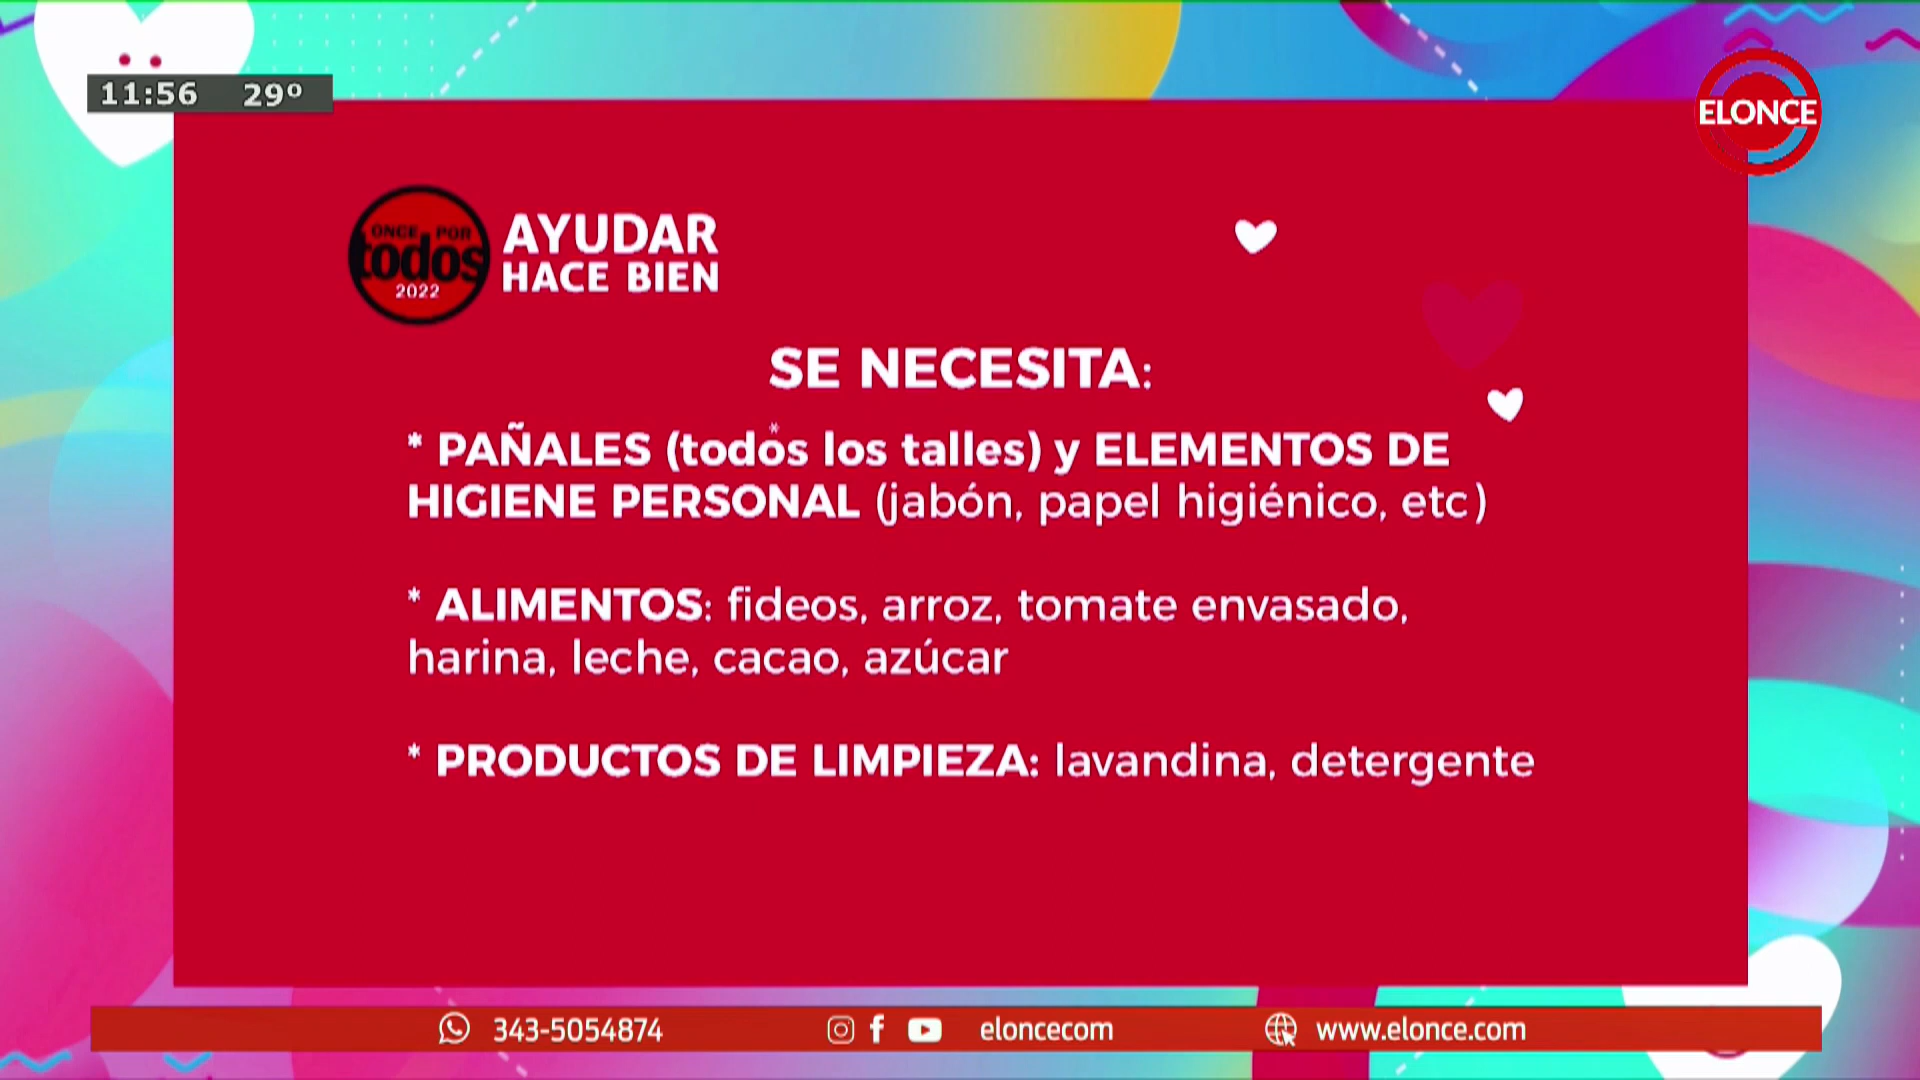 11:56 29º
ELONCE
ONCE POR
todos
2022
AYUDAR
HACE BIEN
SE NECESITA:
* PAÑALES (todos los talles) y ELEMENTOS DE
HIGIENE PERSONAL (jabón, papel higiénico, etc)
* ALIMENTOS: fideos, arroz, tomate envasado,
harina, leche, cacao, azúcar
* PRODUCTOS DE LIMPIEZA: lavandina, detergente
343-5054874 eloncecom www.elonce.com